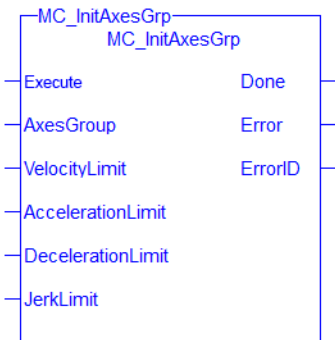 MC_InitAxesGrp
MC_InitAxesGrp
Execute Done
AxesGroup Error
VelocityLimit ErrorID
AccelerationLimit
DecelerationLimit
JerkLimit